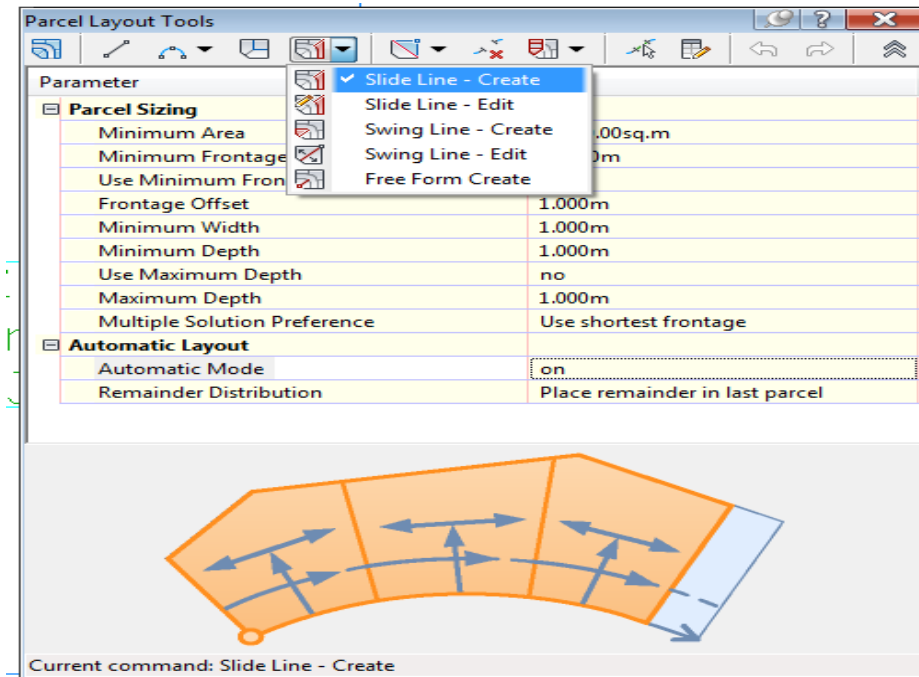 Parcel Layout Tools
Parameter
Slide Line - Create
Slide Line - Edit
Swing Line - Create
Swing Line - Edit
Free Form Create
Parcel Sizing
Minimum Area .00sq.m
Minimum Frontage m
Use Minimum Fron
Frontage Offset 1.000m
Minimum Width 1.000m
Minimum Depth 1.000m
Use Maximum Depth no
Maximum Depth 1.000m
Multiple Solution Preference Use shortest frontage
Automatic Layout
Automatic Mode on
Remainder Distribution Place remainder in last parcel
Current command: Slide Line - Create